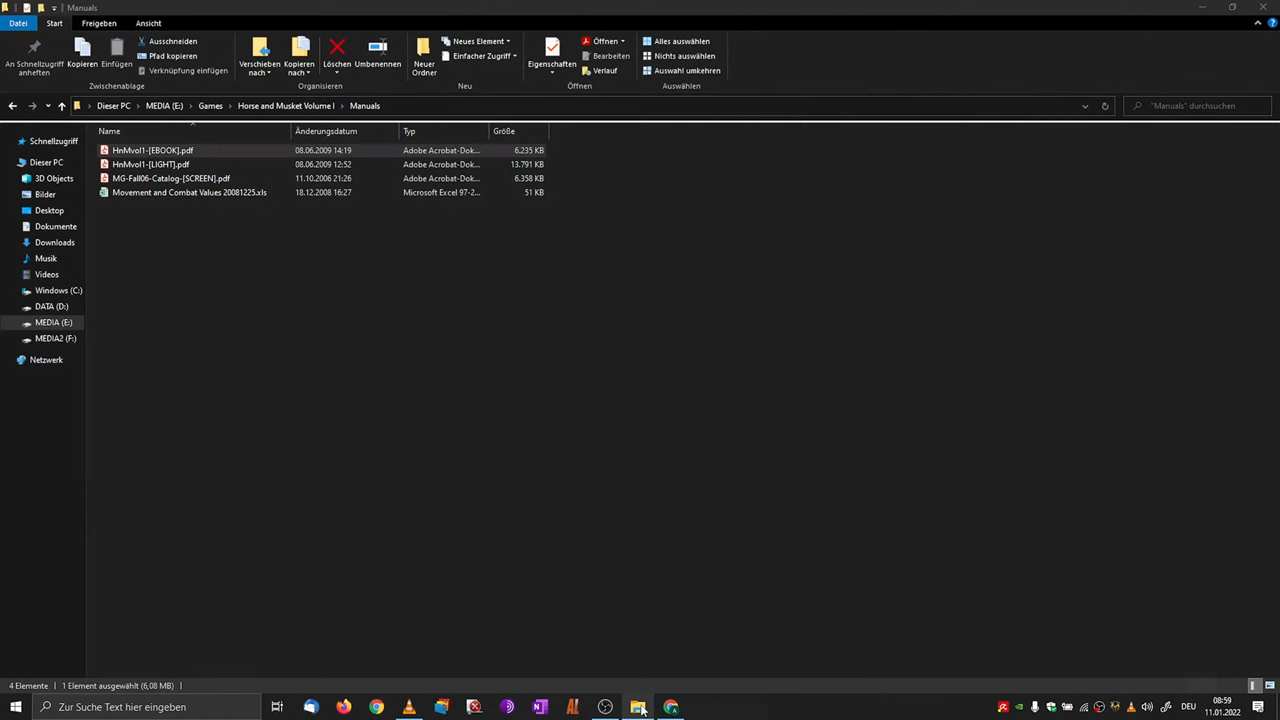 Manuals
Datei Start Freigeben Ansicht
An Schnellzugriff anheften
Kopieren
Einfügen
Ausschneiden
Pfad kopieren
Verknüpfung einfügen
Zwischenablage
Verschieben nach
Kopieren nach
Löschen
Umbenennen
Organisieren
Neuer Ordner
Neues Element
Einfacher Zugriff
Neu
Eigenschaften
Öffnen
Bearbeiten
Verlauf
Öffnen
Alles auswählen
Nichts auswählen
Auswahl umkehren
Auswählen
Dieser PC MEDIA (E:) Games Horse and Musket Volume I Manuals
"Manuals" durchsuchen
Name Änderungsdatum Typ Größe
HnMvol1-[EBOOK].pdf 08.06.2009 14:19 Adobe Acrobat-Dok... 6.235 KB
HnMvol1-[LIGHT].pdf 08.06.2009 12:52 Adobe Acrobat-Dok... 13.791 KB
MG-Fall06-Catalog-[SCREEN].pdf 11.10.2006 21:26 Adobe Acrobat-Dok... 6.358 KB
Movement and Combat Values 20081225.xls 18.12.2008 16:27 Microsoft Excel 97-2... 51 KB
Schnellzugriff
Dieser PC
3D Objects
Bilder
Desktop
Dokumente
Downloads
Musik
Videos
Windows (C:)
DATA (D:)
MEDIA (E:)
MEDIA2 (F:)
Netzwerk
4 Elemente 1 Element ausgewählt (6,08 MB)
Zur Suche Text hier eingeben
DEU
08:59
11.01.2022